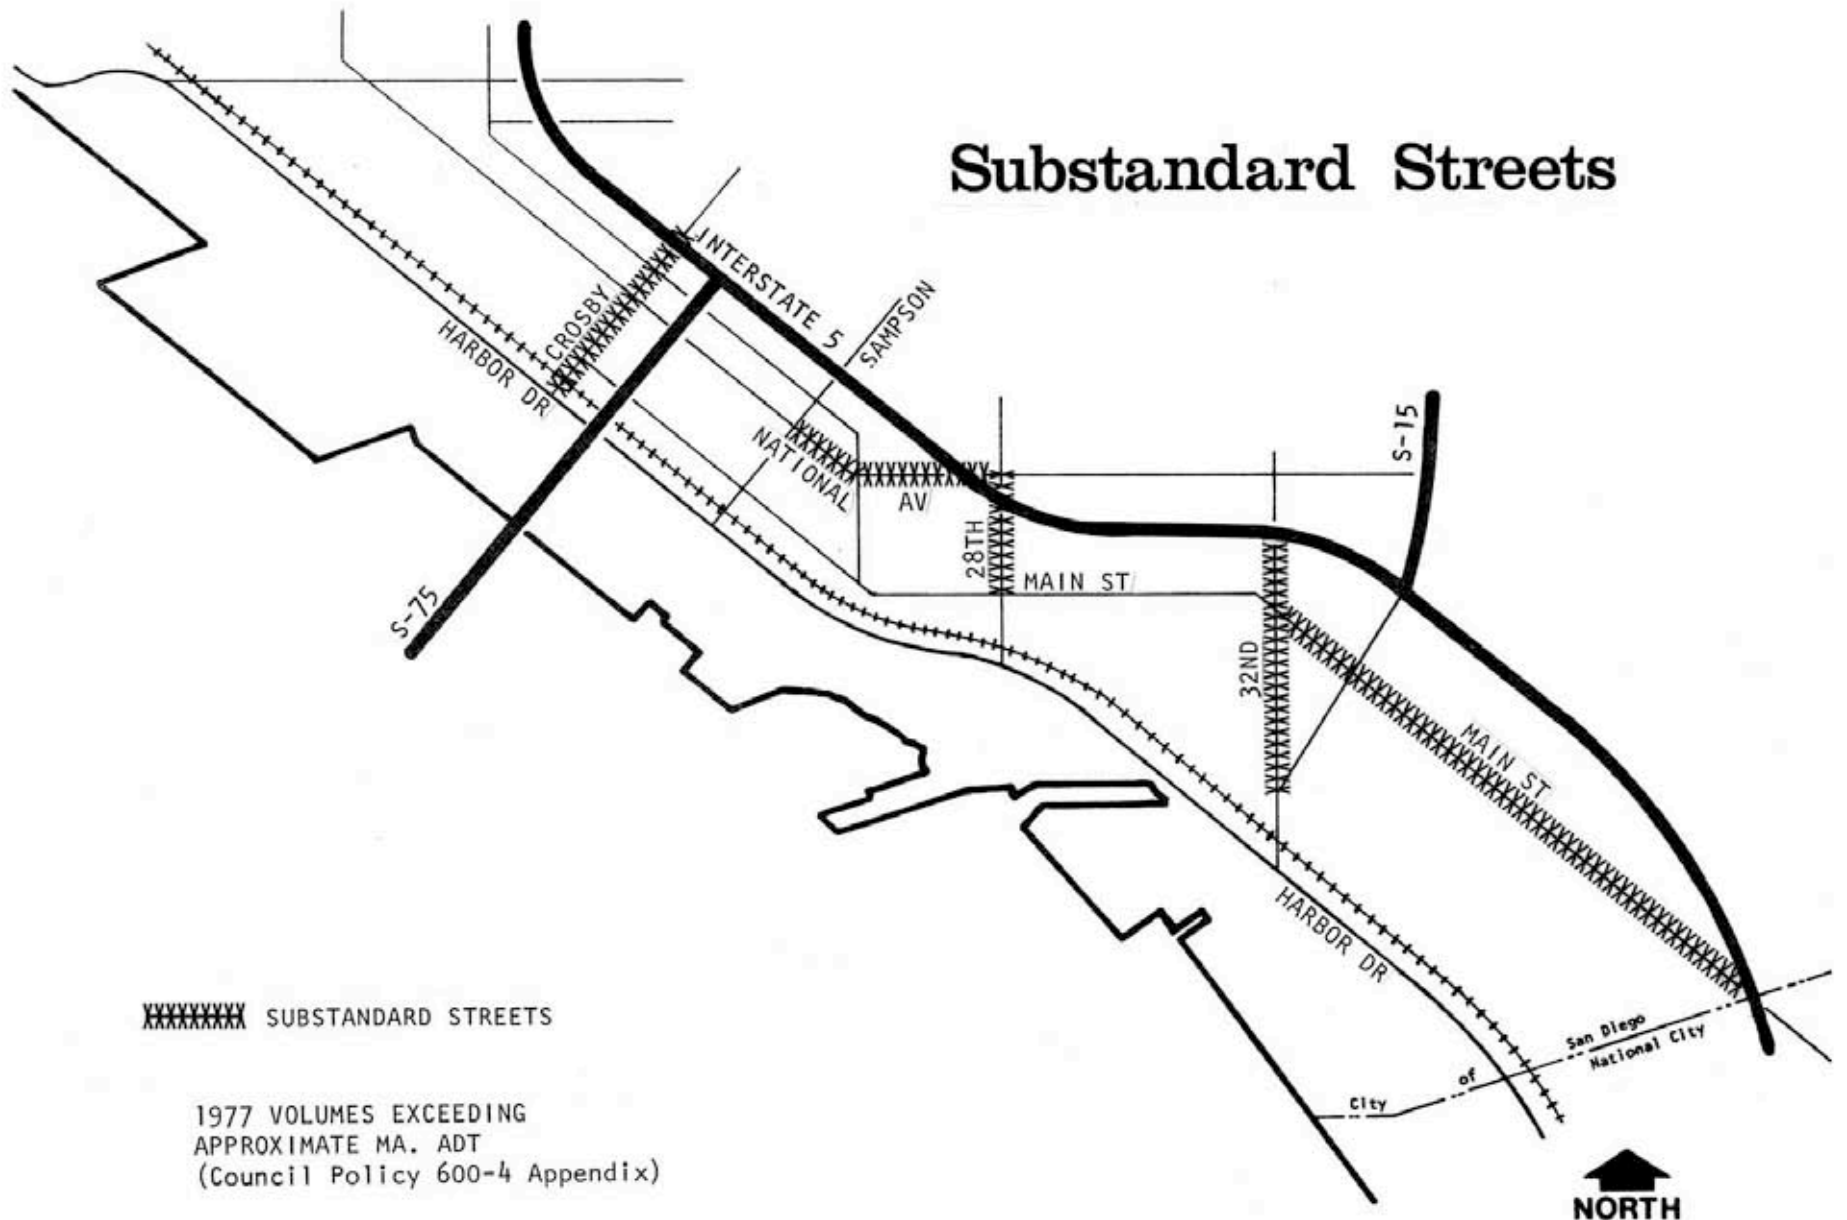 Substandard Streets
INTERSTATE 5
SAMPSON
CROSBY
HARBOR DR
NATIONAL
AV
S-15
28TH
MAIN ST
S-75
32ND
MAIN ST
HARBOR DR
San Diego
National City
of
City
SUBSTANDARD STREETS
1977 VOLUMES EXCEEDING
APPROXIMATE MA. ADT
(Council Policy 600-4 Appendix)
NORTH